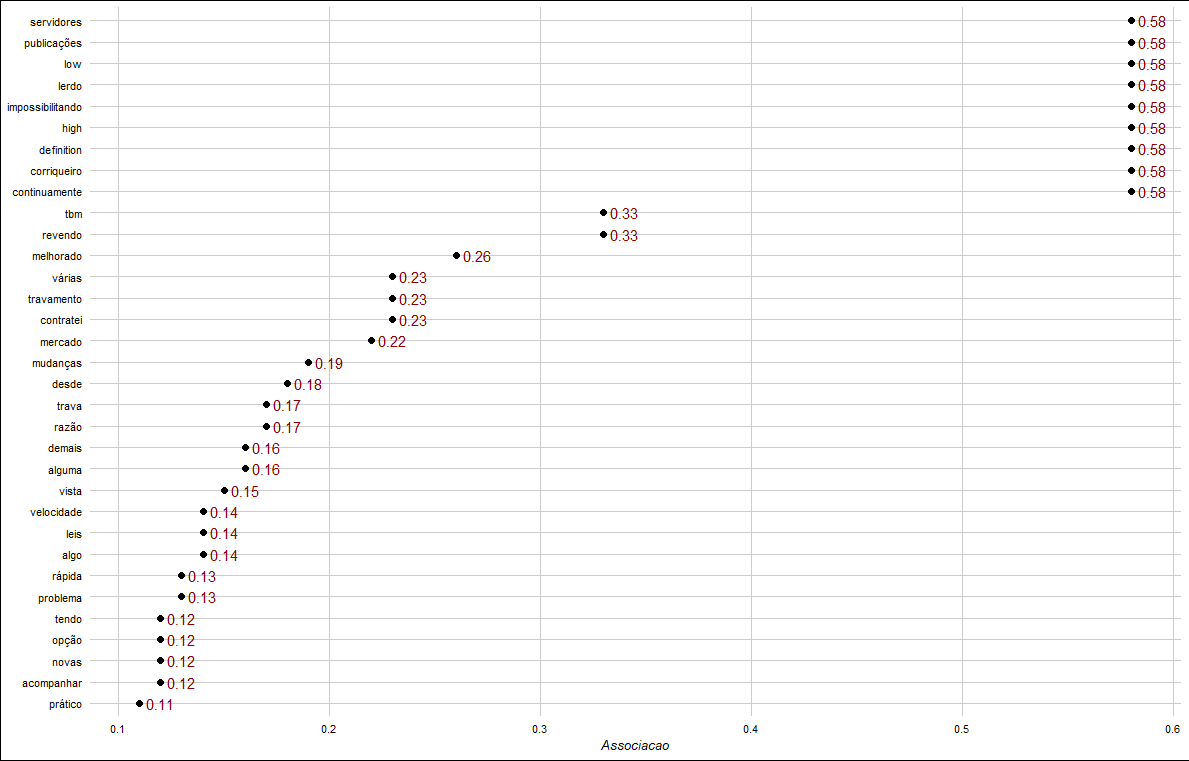 servidores 0.58
publicações 0.58
low 0.58
lerdo 0.58
impossibilitando 0.58
high 0.58
definition 0.58
corriqueiro 0.58
continuamente 0.58
tbm 0.33
revendo 0.33
melhorado 0.26
várias 0.23
travamento 0.23
contratei 0.23
mercado 0.22
mudanças 0.19
desde 0.18
trava 0.17
razão 0.17
demais 0.16
alguma 0.16
vista 0.15
velocidade 0.14
leis 0.14
algo 0.14
rápida 0.13
problema 0.13
tendo 0.12
opção 0.12
novas 0.12
acompanhar 0.12
prático 0.11
0.1 0.2 0.3 0.4 0.5 0.6
Associacao